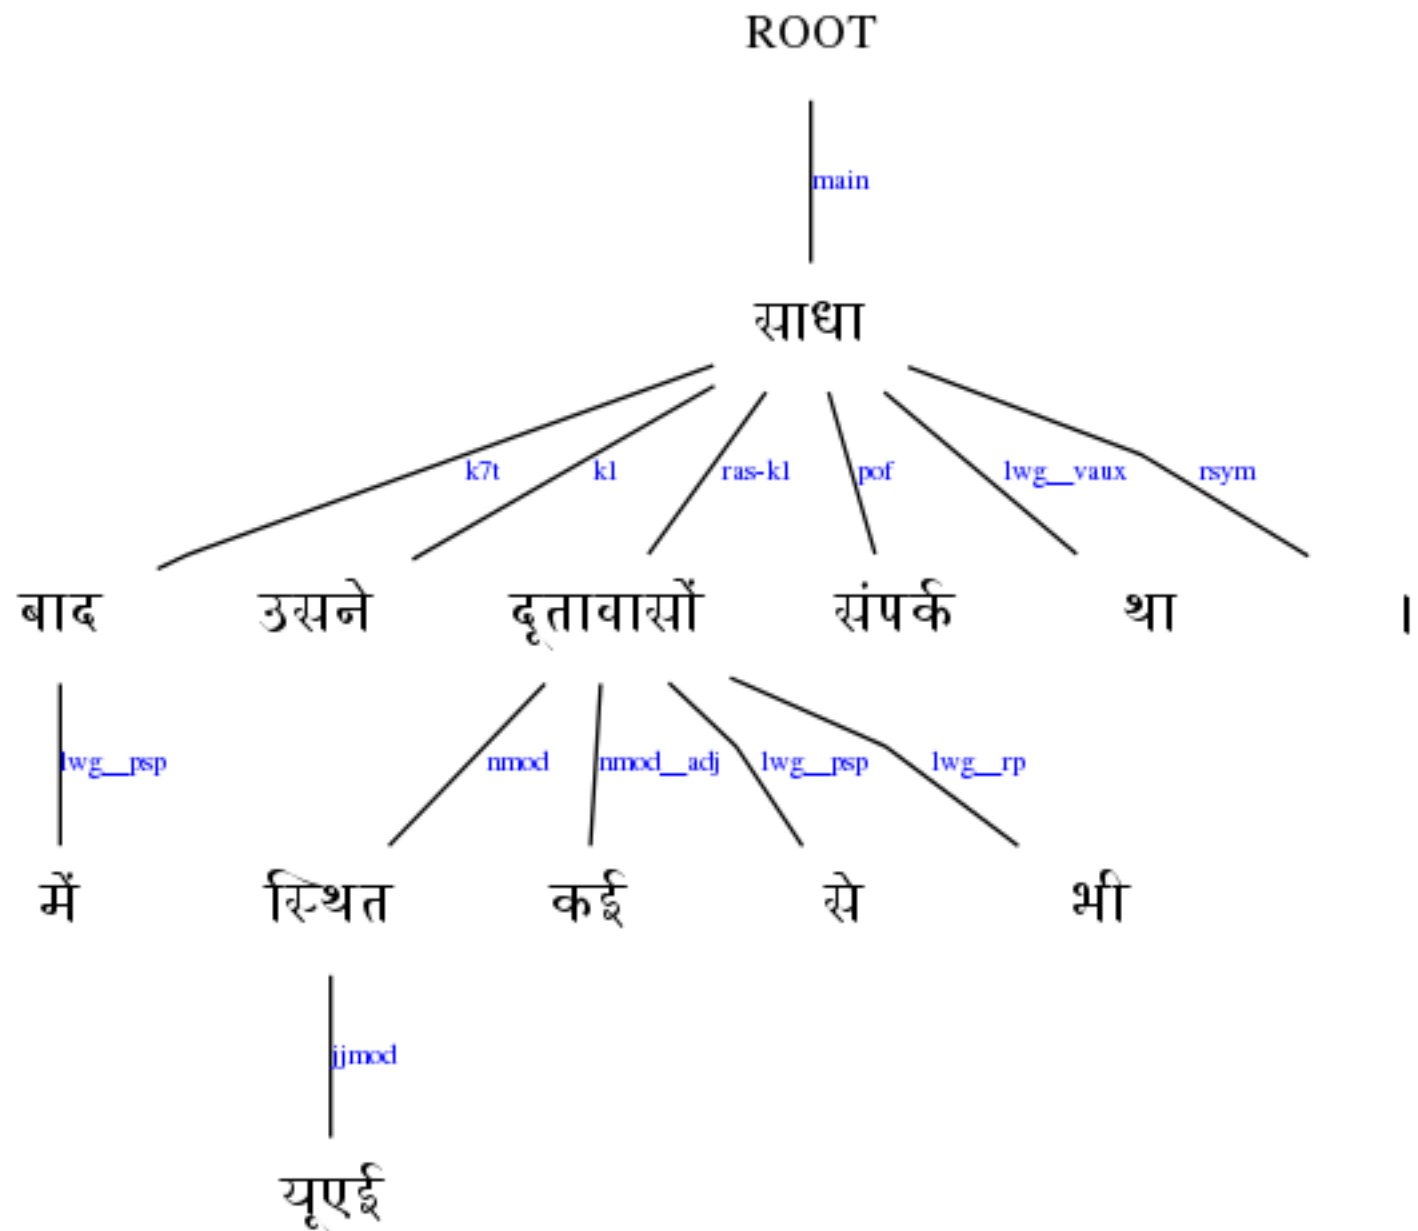 ROOT
main
साधा
k7t k1 ras-k1 pof lwg__vaux rsym
बाद उसने दूतावासों संपर्क था ।
lwg__psp nmod nmod__adj lwg__psp lwg__rp
में स्थित कई से भी
jjmod
यूएई